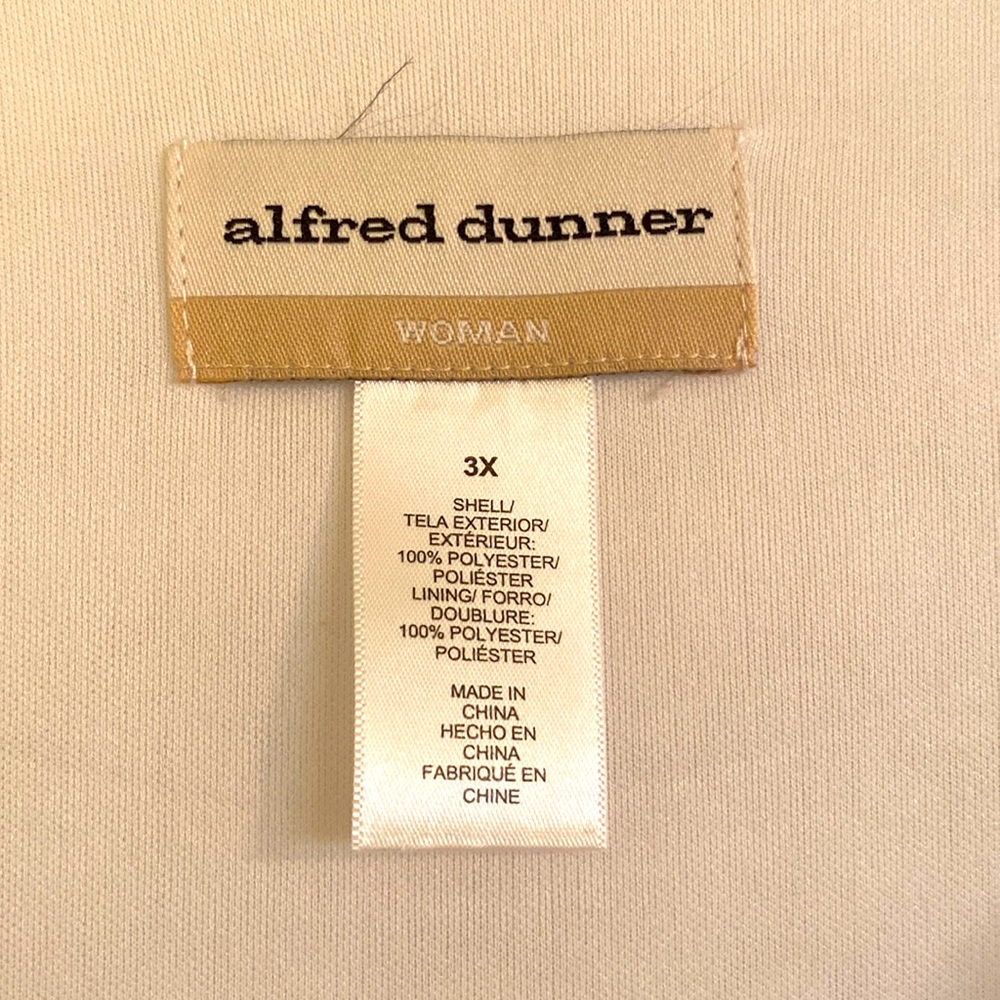 alfred dunner
WOMAN
3X
SHELL/
TELA EXTERIOR/
EXTÉRIEUR:
100% POLYESTER/
POLIÉSTER
LINING/ FORRO/
DOUBLURE:
100% POLYESTER/
POLIÉSTER
MADE IN
CHINA
HECHO EN
CHINA
FABRIQUÉ EN
CHINE